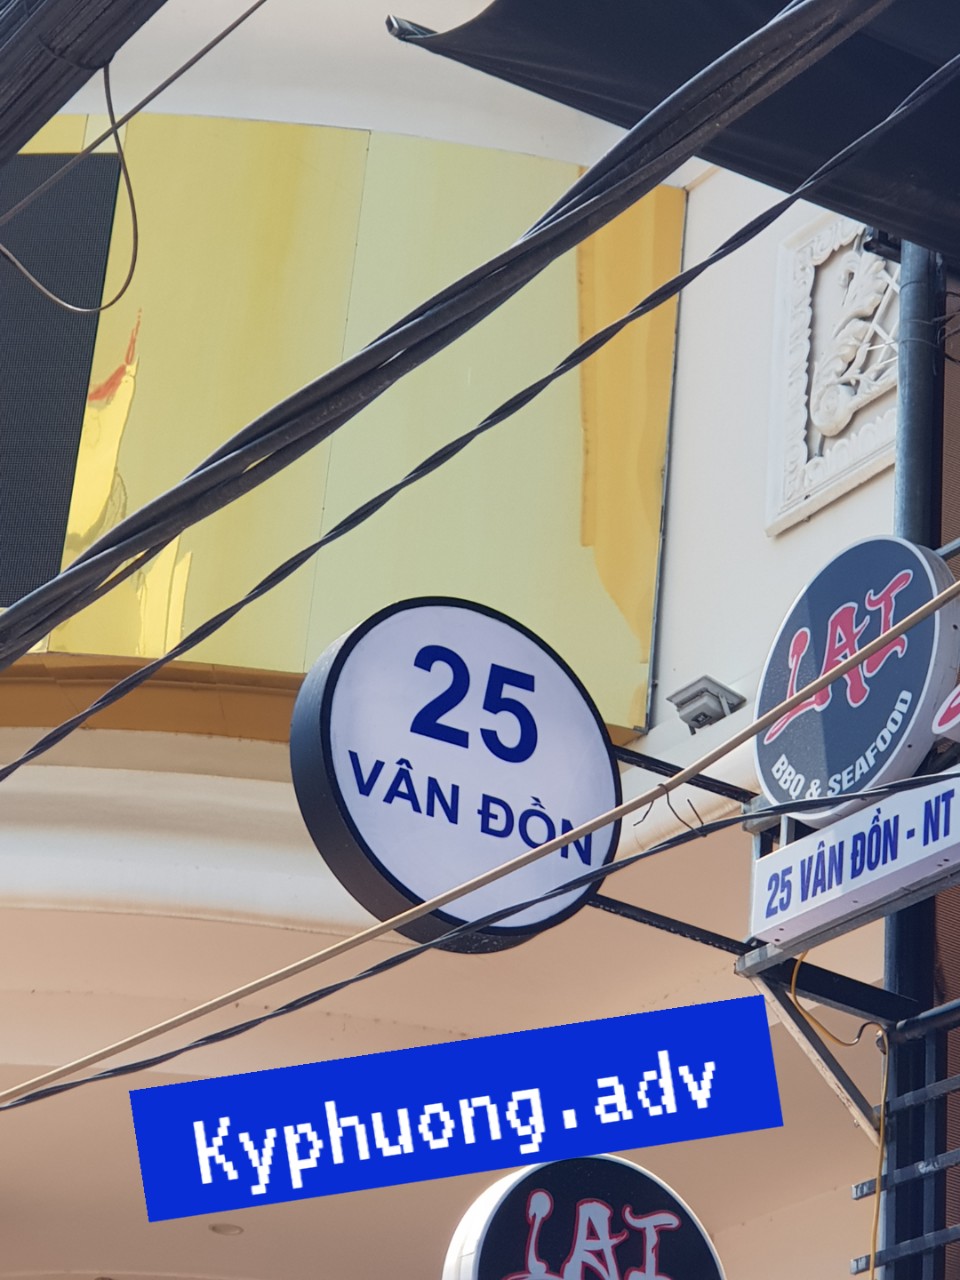 25
VÂN ĐỒN
LAI
BBQ & SEAFOOD
25 VÂN ĐỒN - NT
Kyphuong.adv
LAI